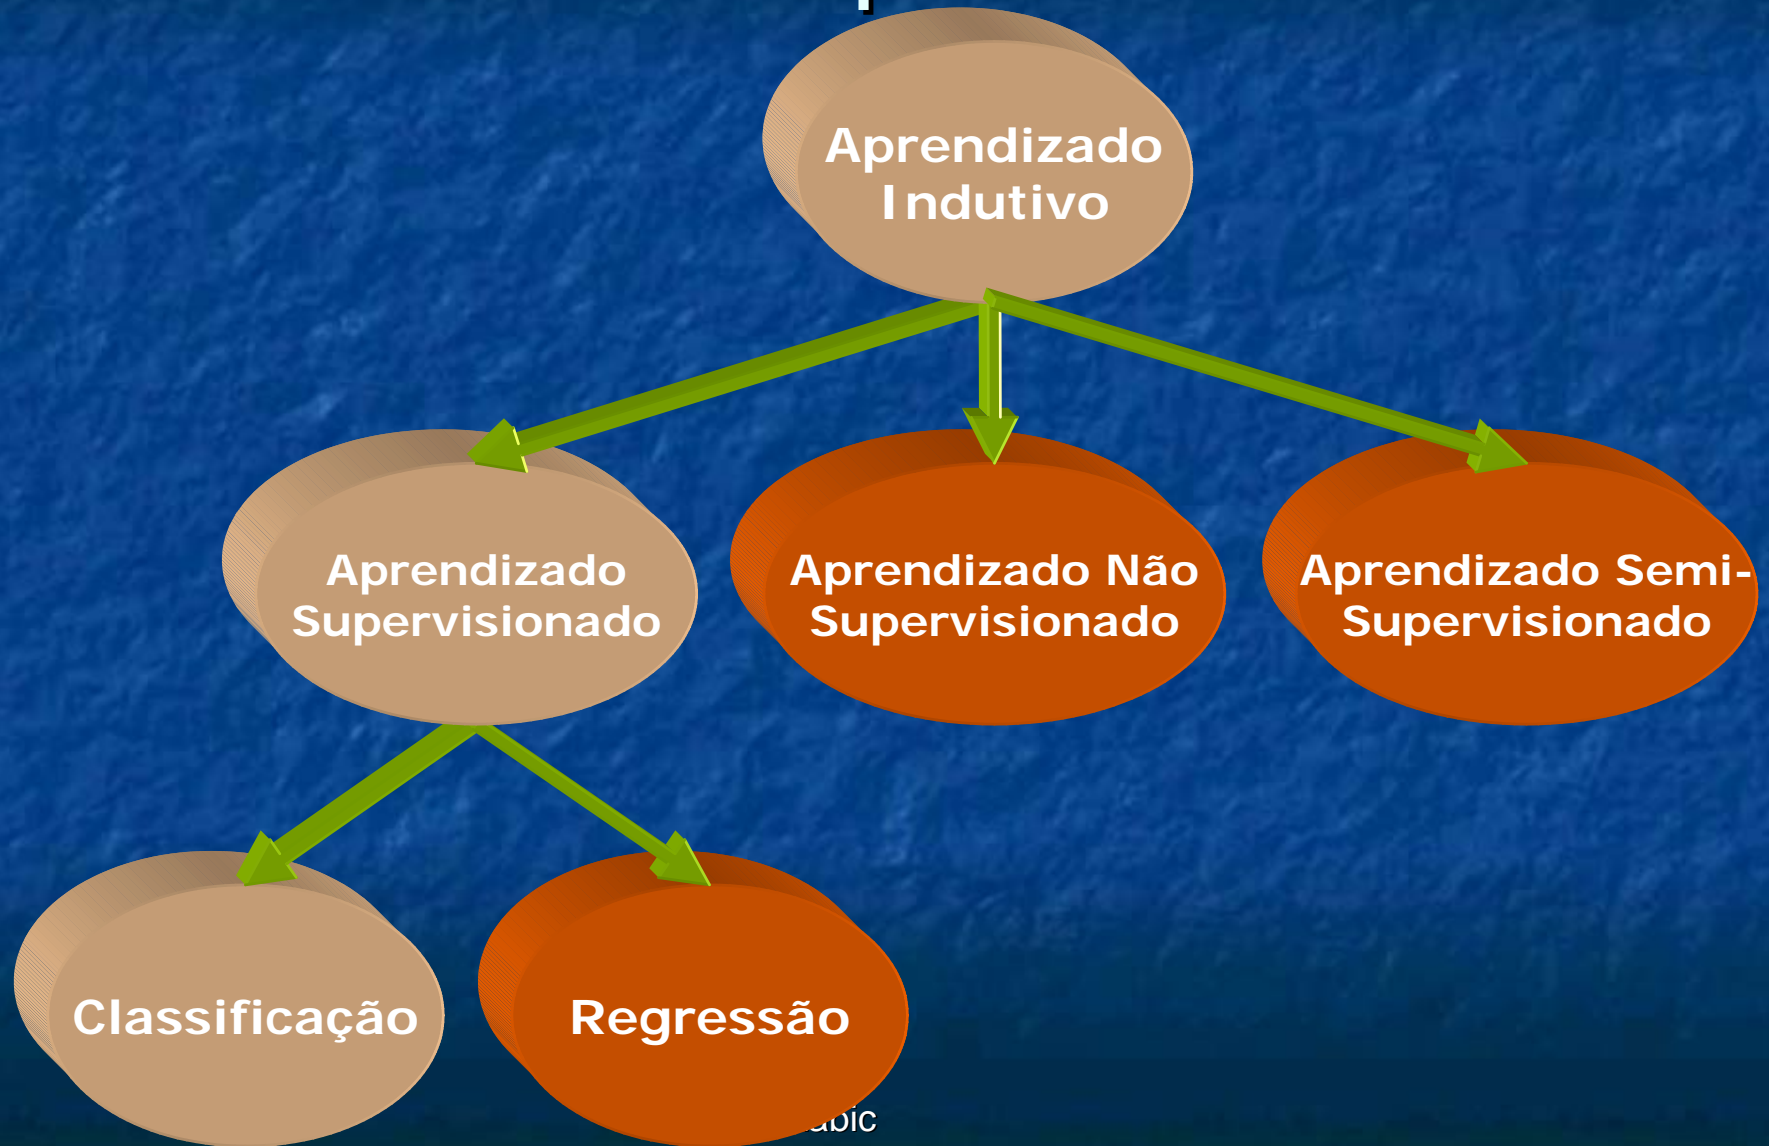 Aprendizado
Indutivo
Aprendizado
Supervisionado
Aprendizado Não
Supervisionado
Aprendizado Semi-
Supervisionado
Classificação
Regressão